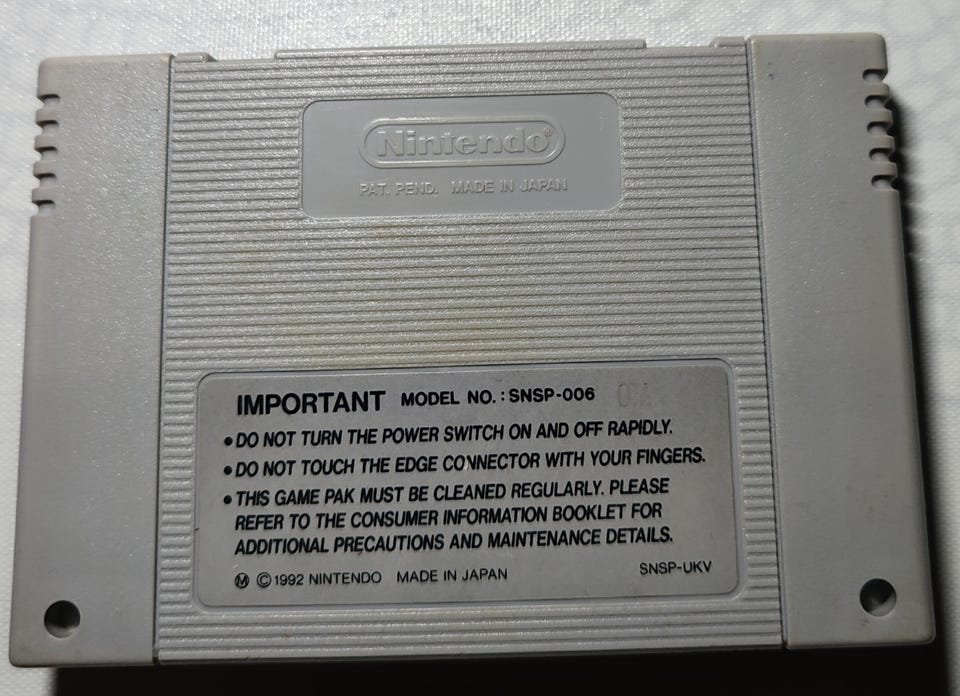 Nintendo®
PAT. PEND. MADE IN JAPAN
IMPORTANT MODEL NO. : SNSP-006
•DO NOT TURN THE POWER SWITCH ON AND OFF RAPIDLY.
•DO NOT TOUCH THE EDGE CONNECTOR WITH YOUR FINGERS.
•THIS GAME PAK MUST BE CLEANED REGULARLY. PLEASE
REFER TO THE CONSUMER INFORMATION BOOKLET FOR
ADDITIONAL PRECAUTIONS AND MAINTENANCE DETAILS.
Ⓜ ©1992 NINTENDO MADE IN JAPAN SNSP-UKV